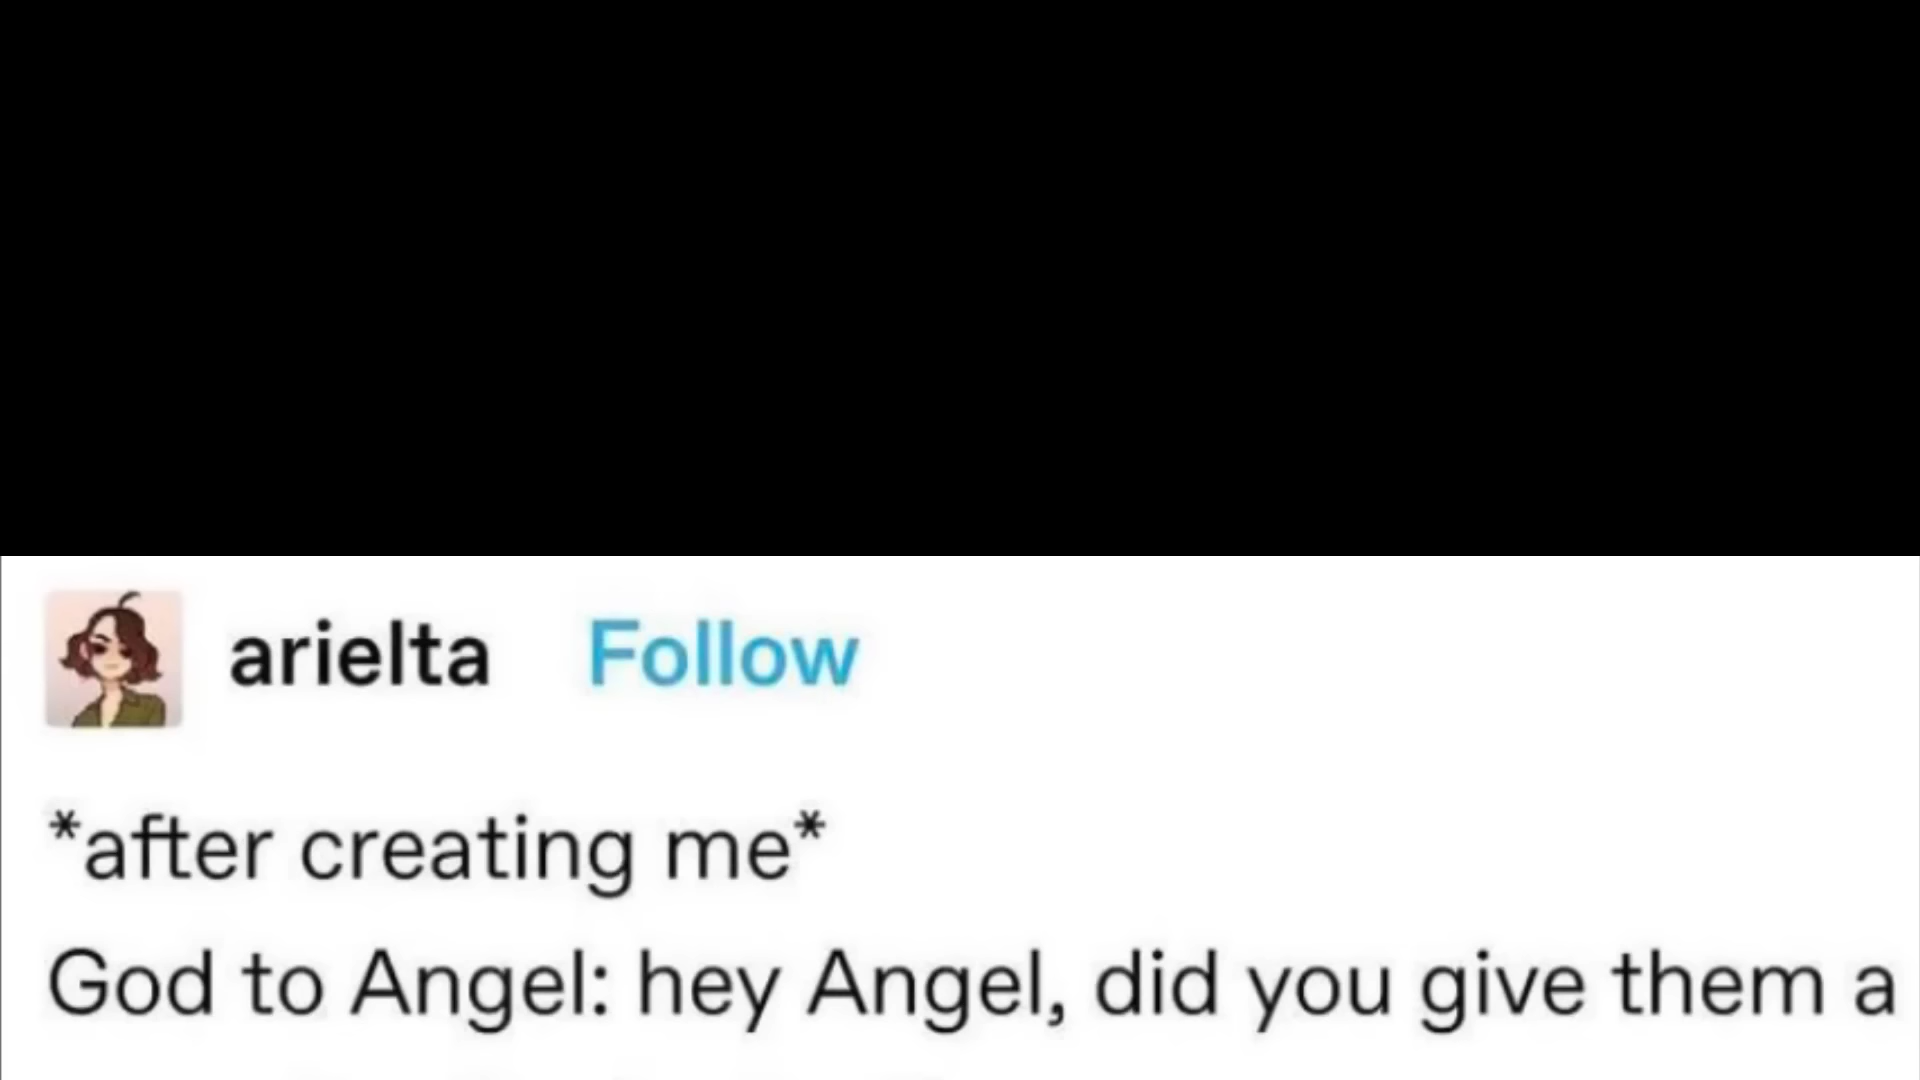 arielta Follow
*after creating me*
God to Angel: hey Angel, did you give them a